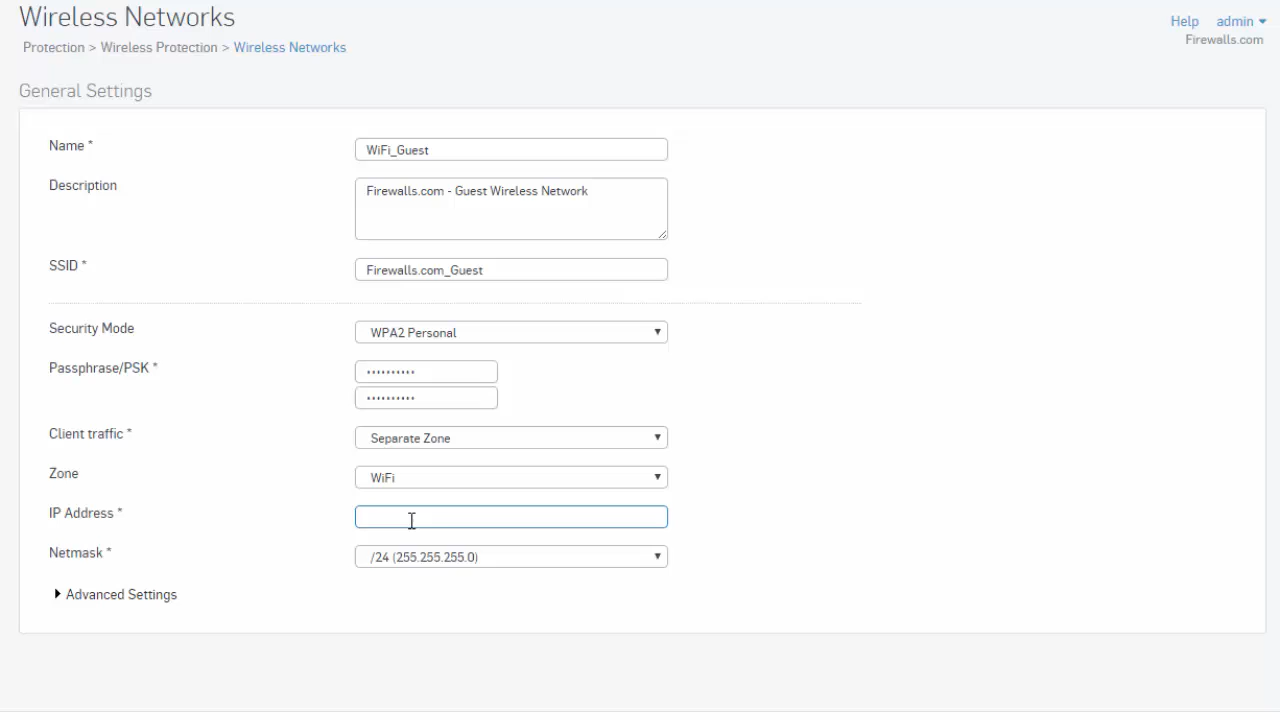 Wireless Networks
Help admin
Protection > Wireless Protection > Wireless Networks
Firewalls.com
General Settings
Name *
WiFi_Guest
Description
Firewalls.com - Guest Wireless Network
SSID *
Firewalls.com_Guest
Security Mode
WPA2 Personal
Passphrase/PSK *
••••••••••
••••••••••
Client traffic *
Separate Zone
Zone
WiFi
IP Address *
Netmask *
/24 (255.255.255.0)
Advanced Settings